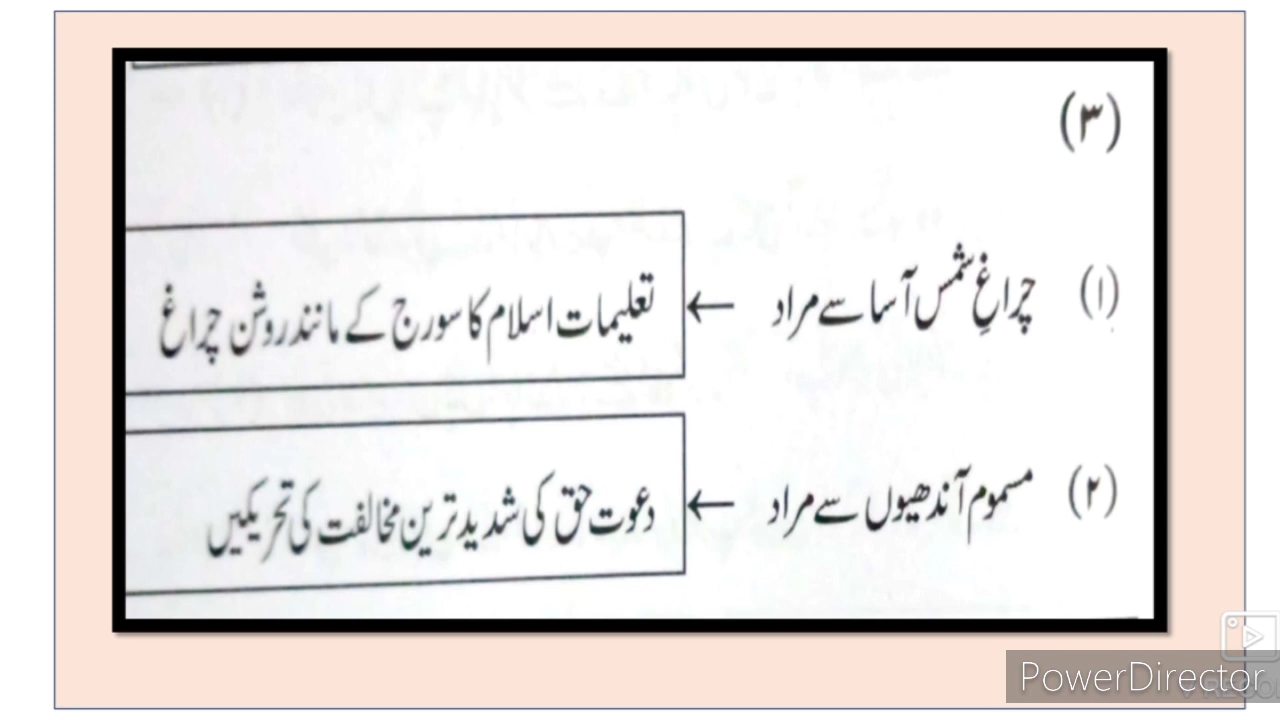 (۳)
(۱) چراغِ شمس آسا سے مراد ← تعلیمات اسلام کا سورج کے مانند روشن چراغ
(۲) مسموم آندھیوں سے مراد ← دعوت حق کی شدید ترین مخالفت کی تحریکیں
PowerDirector